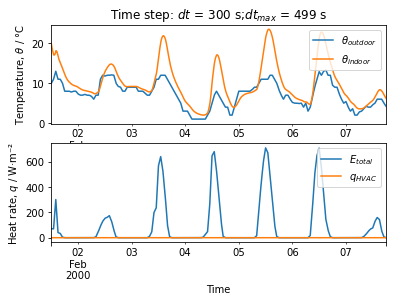 Time step: dt = 300 s;dt_max = 499 s
Temperature, θ / °C
20
10
0
θ_outdoor
θ_indoor
02
03
04
05
06
07
Heat rate, q / W·m⁻²
600
400
200
0
E_total
q_HVAC
02
03
04
05
06
07
Feb
2000
Time